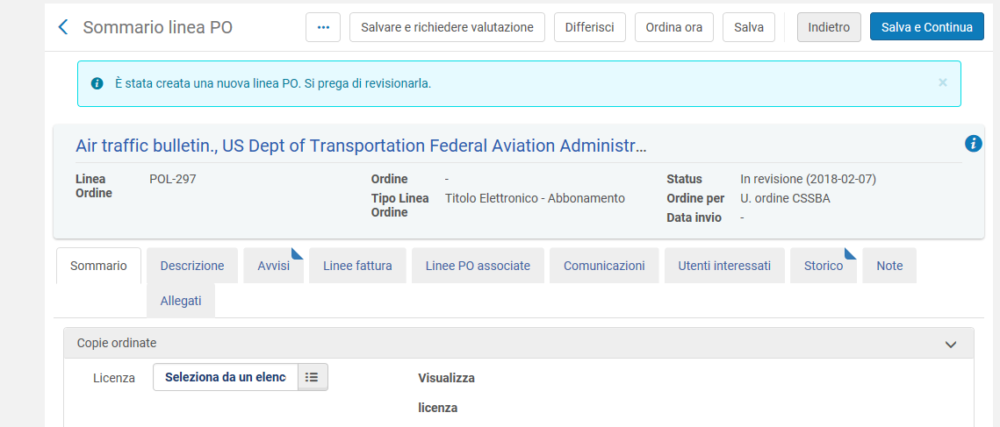 Sommario linea PO
Salvare e richiedere valutazione
Differisci
Ordina ora
Salva
Indietro
Salva e Continua
È stata creata una nuova linea PO. Si prega di revisionarla.
×
Air traffic bulletin., US Dept of Transportation Federal Aviation Administr...
Linea Ordine
POL-297
Ordine
-
Tipo Linea Ordine
Titolo Elettronico - Abbonamento
Status
In revisione (2018-02-07)
Ordine per
U. ordine CSSBA
Data invio
-
Sommario
Descrizione
Avvisi
Linee fattura
Linee PO associate
Comunicazioni
Utenti interessati
Storico
Note
Allegati
Copie ordinate
Licenza
Seleziona da un elenc
Visualizza
licenza